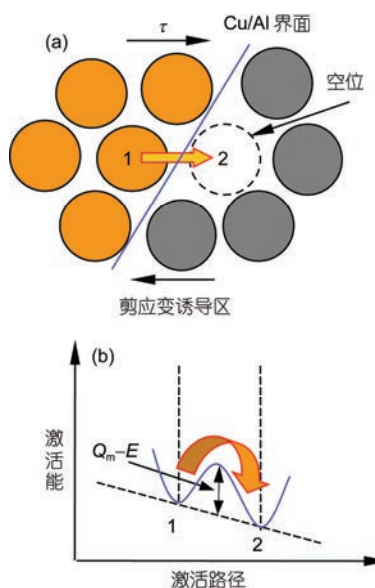 (a)
τ
Cu/Al 界面
空位
1
2
剪应变诱导区
(b)
激活能
Qm–E
1
2
激活路径